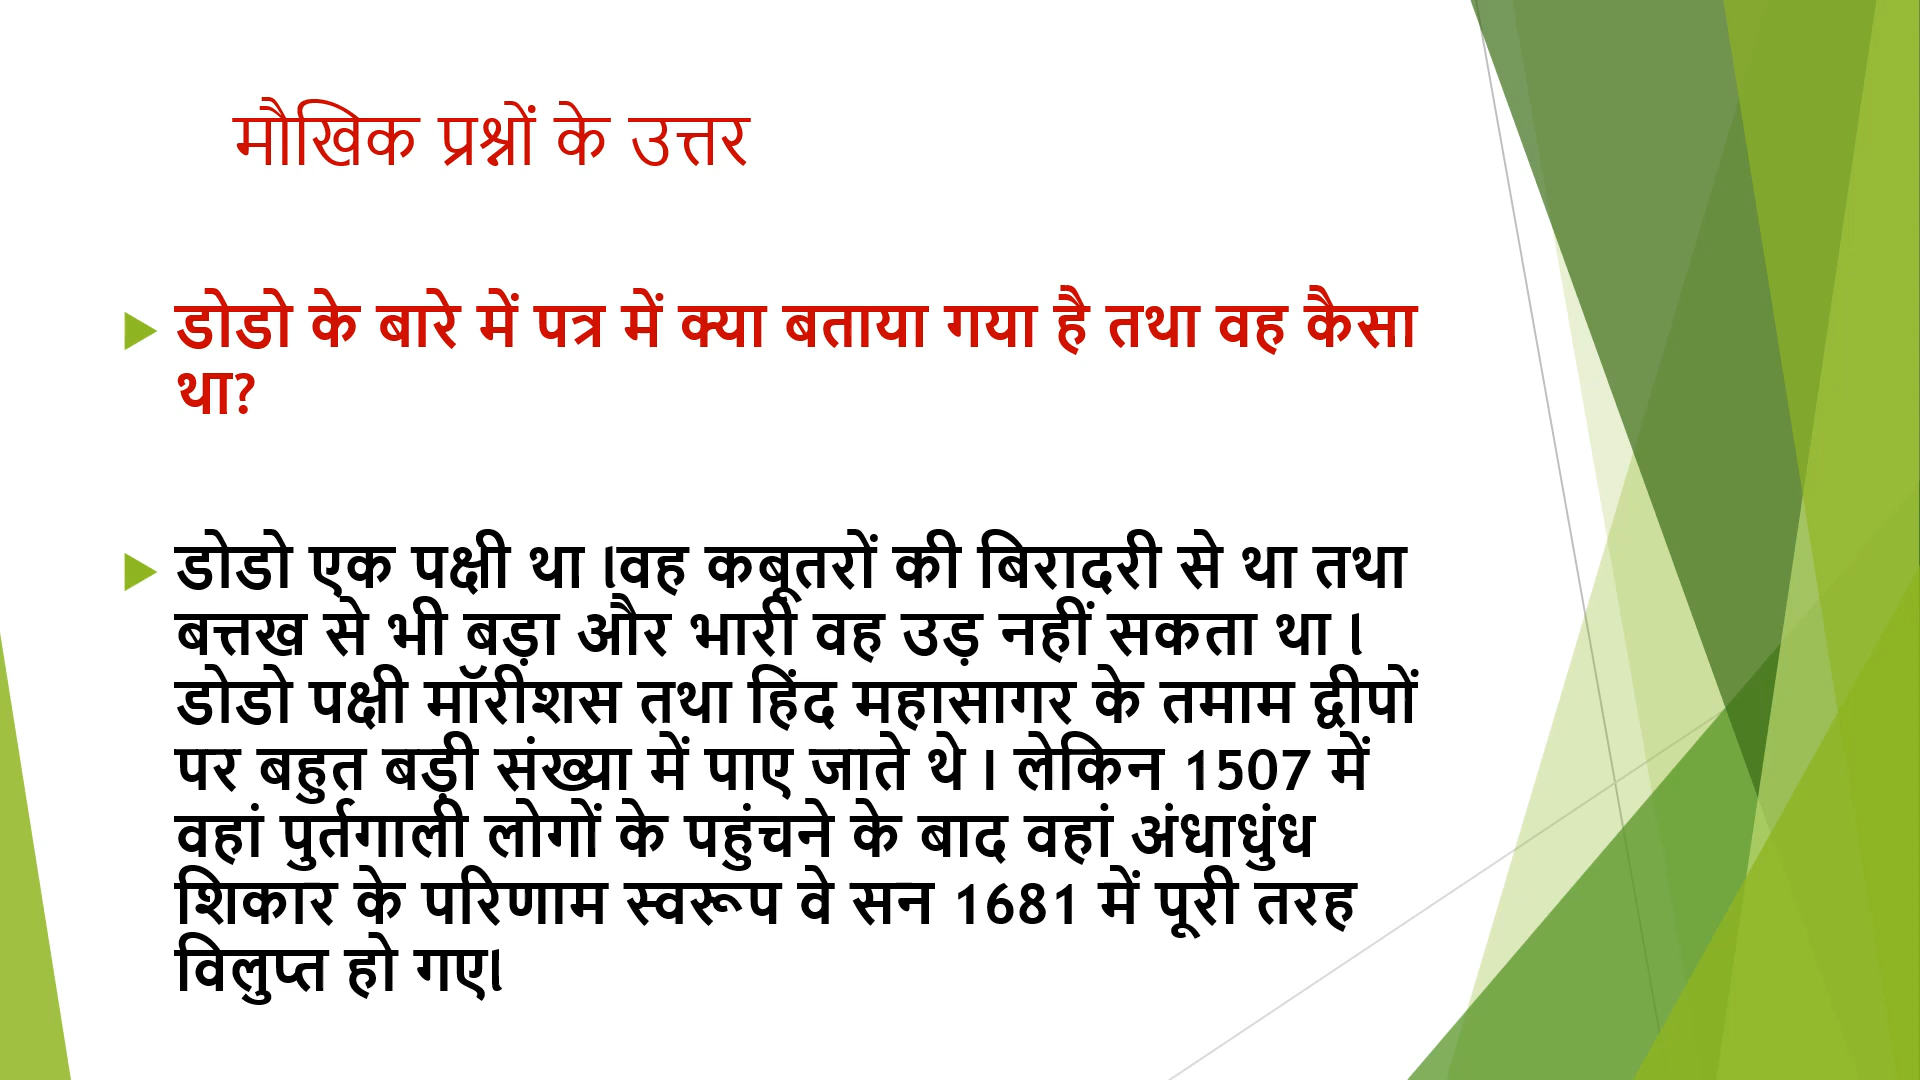 मौखिक प्रश्नों के उत्तर
डोडो के बारे में पत्र में क्या बताया गया है तथा वह कैसा
था?
डोडो एक पक्षी था।वह कबूतरों की बिरादरी से था तथा
बत्तख से भी बड़ा और भारी वह उड़ नहीं सकता था।
डोडो पक्षी मॉरीशस तथा हिंद महासागर के तमाम द्वीपों
पर बहुत बड़ी संख्या में पाए जाते थे। लेकिन 1507 में
वहां पुर्तगाली लोगों के पहुंचने के बाद वहां अंधाधुंध
शिकार के परिणाम स्वरूप वे सन 1681 में पूरी तरह
विलुप्त हो गए।